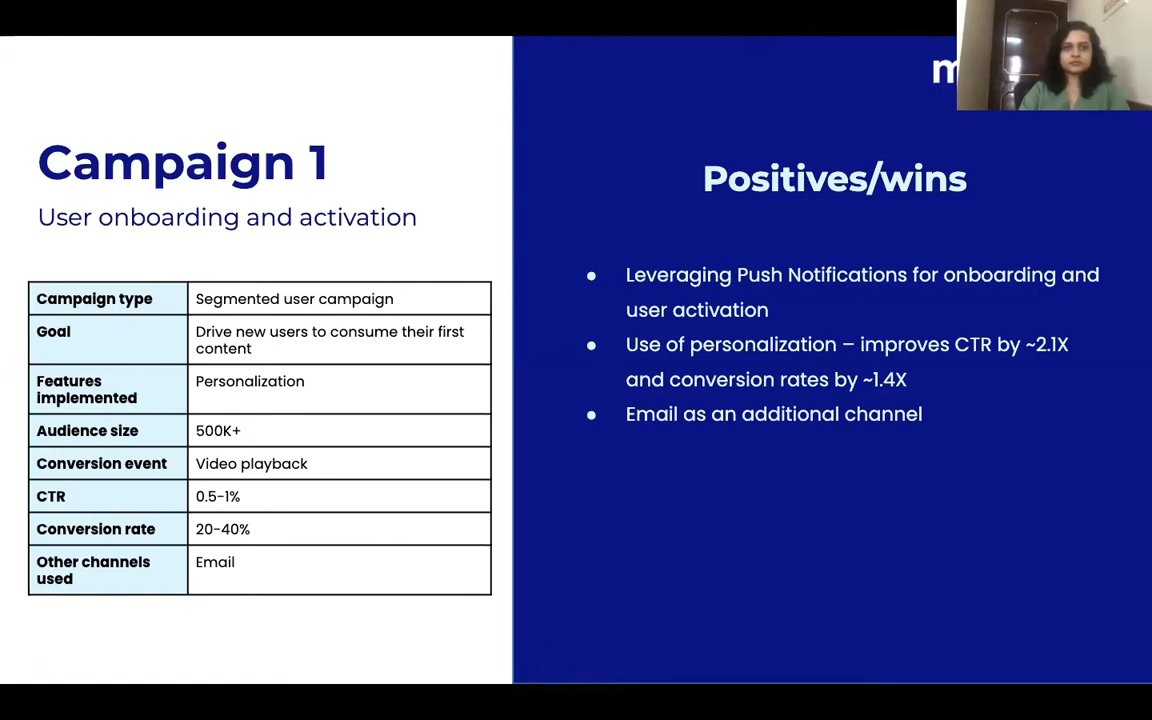 Campaign 1
User onboarding and activation
Campaign type Segmented user campaign
Goal Drive new users to consume their first
content
Features Personalization
implemented
Audience size 500K+
Conversion event Video playback
CTR 0.5-1%
Conversion rate 20-40%
Other channels Email
used
Positives/wins
● Leveraging Push Notifications for onboarding and
user activation
● Use of personalization – improves CTR by ~2.1X
and conversion rates by ~1.4X
● Email as an additional channel